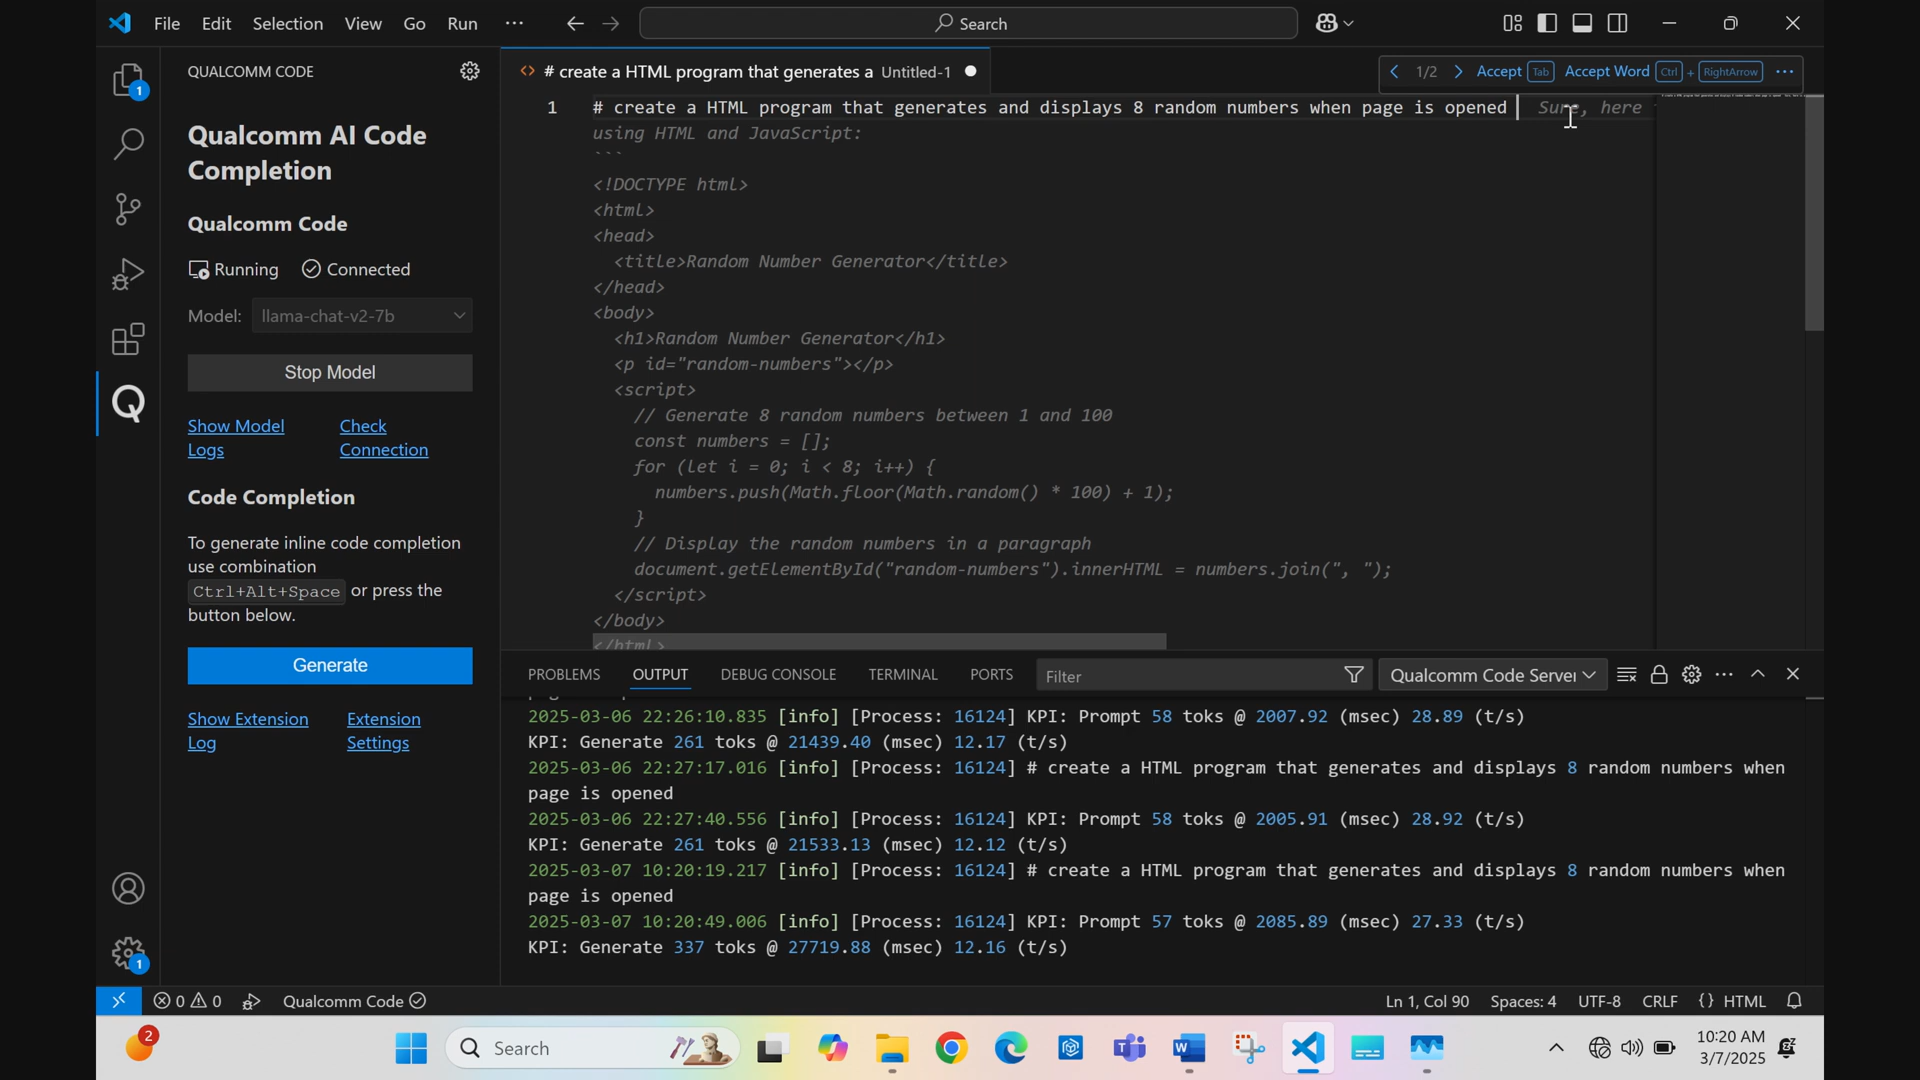 File Edit Selection View Go Run ··· Search
QUALCOMM CODE
# create a HTML program that generates a Untitled-1
1/2 Accept Tab Accept Word Ctrl + RightArrow ···
Qualcomm AI Code
Completion
Qualcomm Code
Running Connected
Model: llama-chat-v2-7b
Stop Model
Show Model
Logs
Check
Connection
Code Completion
To generate inline code completion
use combination
Ctrl+Alt+Space or press the
button below.
Generate
Show Extension
Log
Extension
Settings
1
1 # create a HTML program that generates and displays 8 random numbers when page is opened Sure, here
using HTML and JavaScript:
```
<!DOCTYPE html>
<html>
<head>
<title>Random Number Generator</title>
</head>
<body>
<h1>Random Number Generator</h1>
<p id="random-numbers"></p>
<script>
// Generate 8 random numbers between 1 and 100
const numbers = [];
for (let i = 0; i < 8; i++) {
numbers.push(Math.floor(Math.random() * 100) + 1);
}
// Display the random numbers in a paragraph
document.getElementById("random-numbers").innerHTML = numbers.join(", ");
</script>
</body>
</html>
PROBLEMS OUTPUT DEBUG CONSOLE TERMINAL PORTS Filter Qualcomm Code Server ···
2025-03-06 22:26:10.835 [info] [Process: 16124] KPI: Prompt 58 toks @ 2007.92 (msec) 28.89 (t/s)
KPI: Generate 261 toks @ 21439.40 (msec) 12.17 (t/s)
2025-03-06 22:27:17.016 [info] [Process: 16124] # create a HTML program that generates and displays 8 random numbers when
page is opened
2025-03-06 22:27:40.556 [info] [Process: 16124] KPI: Prompt 58 toks @ 2005.91 (msec) 28.92 (t/s)
KPI: Generate 261 toks @ 21533.13 (msec) 12.12 (t/s)
2025-03-07 10:20:19.217 [info] [Process: 16124] # create a HTML program that generates and displays 8 random numbers when
page is opened
2025-03-07 10:20:49.006 [info] [Process: 16124] KPI: Prompt 57 toks @ 2085.89 (msec) 27.33 (t/s)
KPI: Generate 337 toks @ 27719.88 (msec) 12.16 (t/s)
1
0 0 Qualcomm Code Ln 1, Col 90 Spaces: 4 UTF-8 CRLF {} HTML
2 Search 10:20 AM
3/7/2025